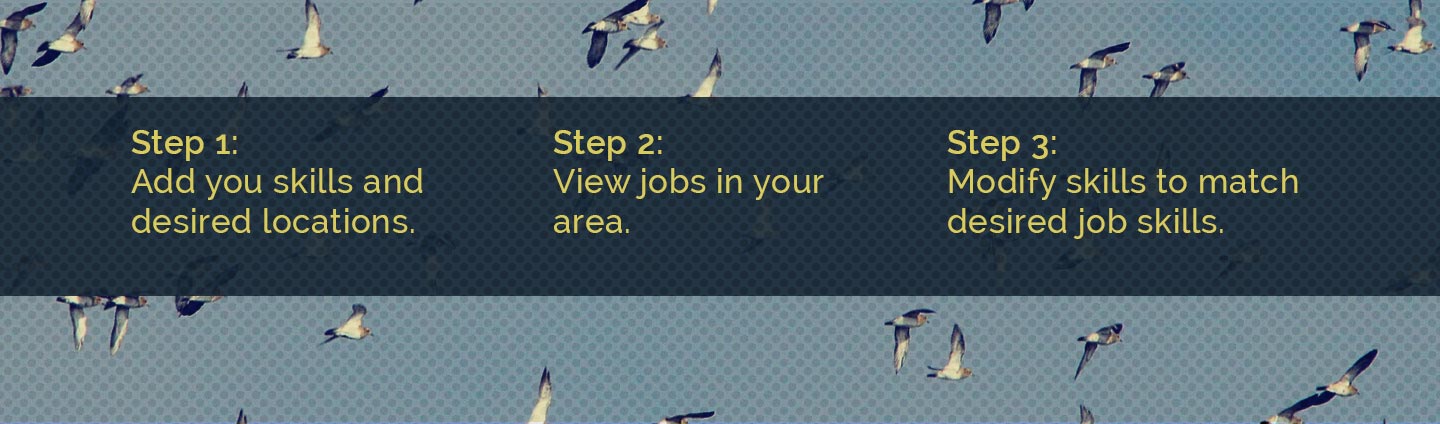 Step 1:
Add you skills and
desired locations.
Step 2:
View jobs in your
area.
Step 3:
Modify skills to match
desired job skills.